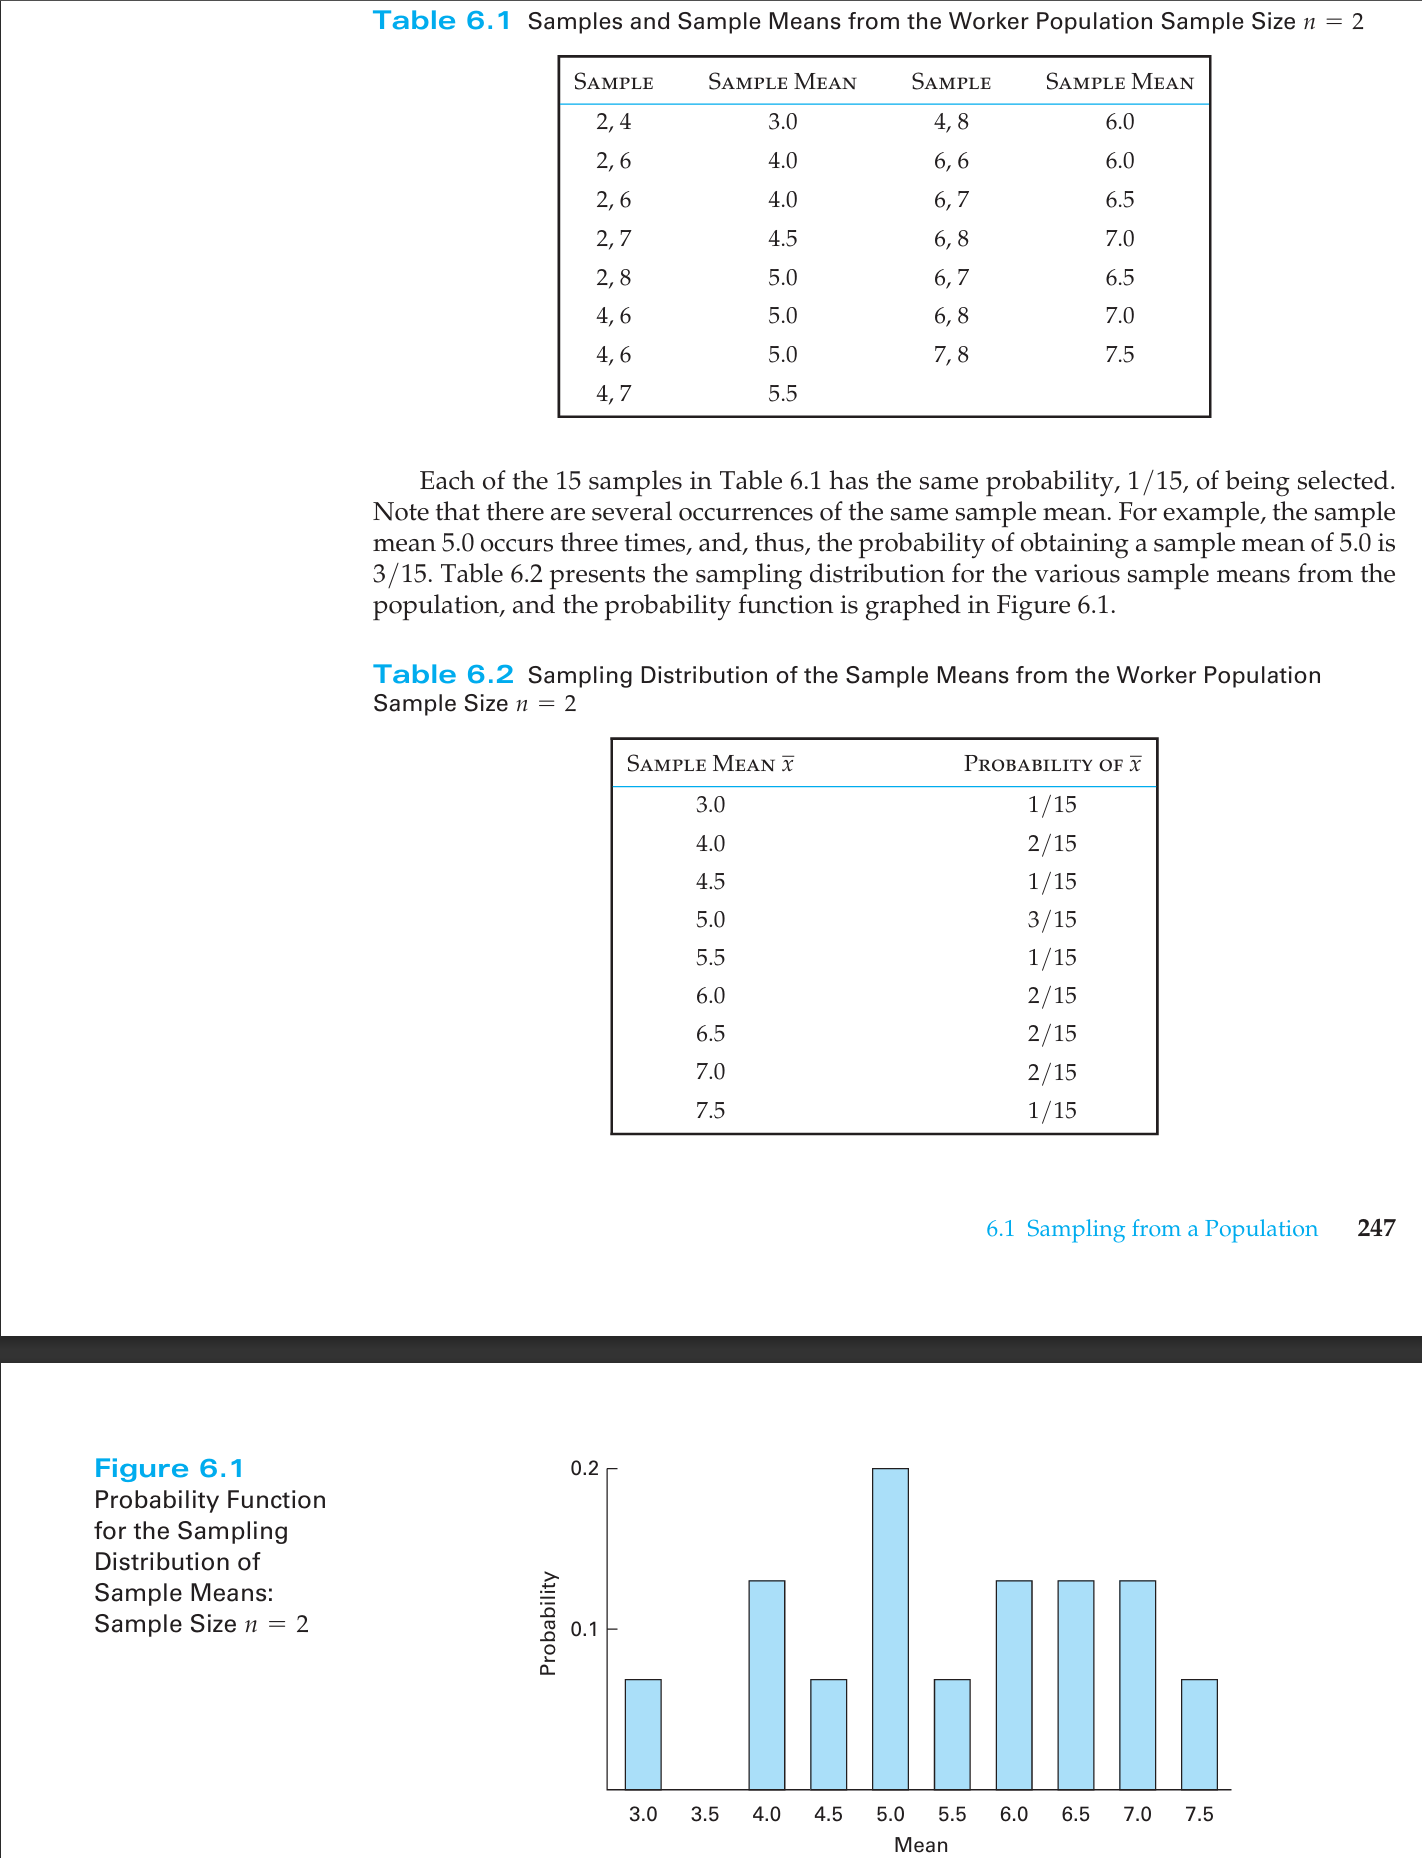 Table 6.1 Samples and Sample Means from the Worker Population Sample Size n = 2
SAMPLE SAMPLE MEAN SAMPLE SAMPLE MEAN
2, 4 3.0 4, 8 6.0
2, 6 4.0 6, 6 6.0
2, 6 4.0 6, 7 6.5
2, 7 4.5 6, 8 7.0
2, 8 5.0 6, 7 6.5
4, 6 5.0 6, 8 7.0
4, 6 5.0 7, 8 7.5
4, 7 5.5
Each of the 15 samples in Table 6.1 has the same probability, 1/15, of being selected.
Note that there are several occurrences of the same sample mean. For example, the sample
mean 5.0 occurs three times, and, thus, the probability of obtaining a sample mean of 5.0 is
3/15. Table 6.2 presents the sampling distribution for the various sample means from the
population, and the probability function is graphed in Figure 6.1.
Table 6.2 Sampling Distribution of the Sample Means from the Worker Population
Sample Size n = 2
SAMPLE MEAN x̄ PROBABILITY OF x̄
3.0 1/15
4.0 2/15
4.5 1/15
5.0 3/15
5.5 1/15
6.0 2/15
6.5 2/15
7.0 2/15
7.5 1/15
6.1 Sampling from a Population 247
Figure 6.1
Probability Function
for the Sampling
Distribution of
Sample Means:
Sample Size n = 2
0.2
0.1
Probability
3.0 3.5 4.0 4.5 5.0 5.5 6.0 6.5 7.0 7.5
Mean